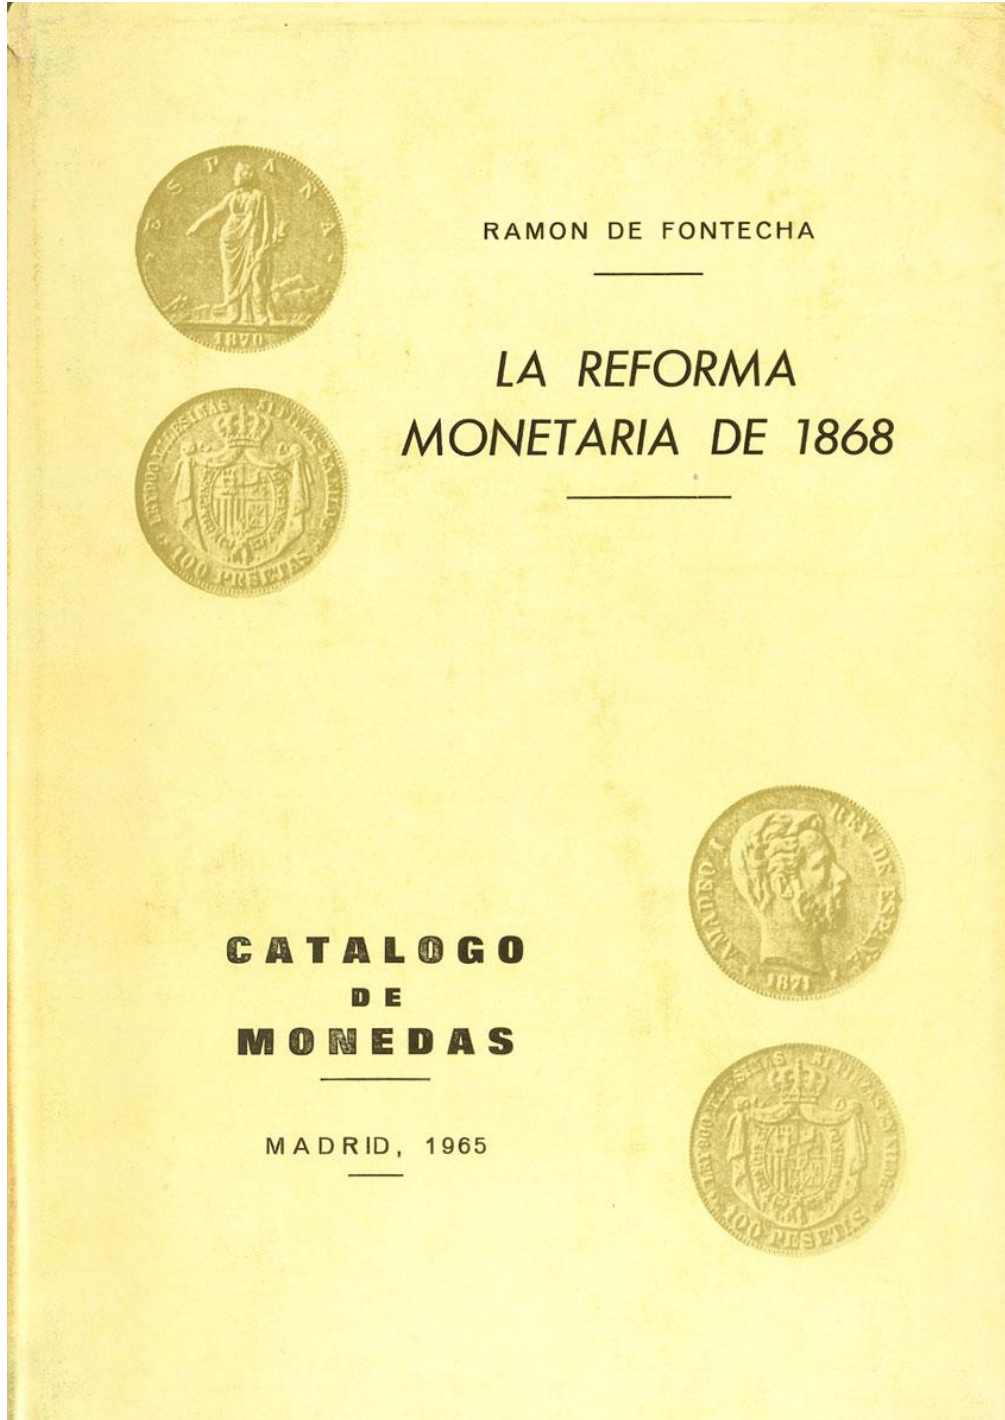 ESPAÑA
1870
RAMON DE FONTECHA
LA REFORMA
MONETARIA DE 1868
100 PESETAS
AMADEO I REY DE ESPAÑA
1871
CATALOGO
DE
MONEDAS
100 PESETAS
MADRID, 1965